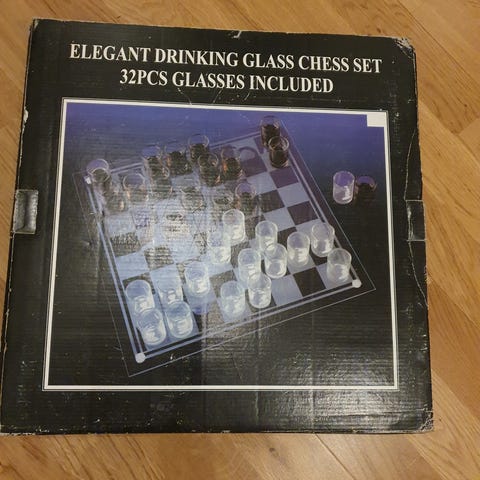 ELEGANT DRINKING GLASS CHESS SET
32PCS GLASSES INCLUDED